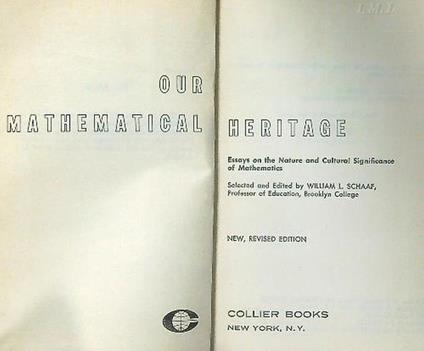 OUR
MATHEMATICAL HERITAGE
Essays on the Nature and Cultural Significance
of Mathematics
Selected and Edited by WILLIAM L. SCHAAF,
Professor of Education, Brooklyn College
NEW, REVISED EDITION
COLLIER BOOKS
NEW YORK, N.Y.